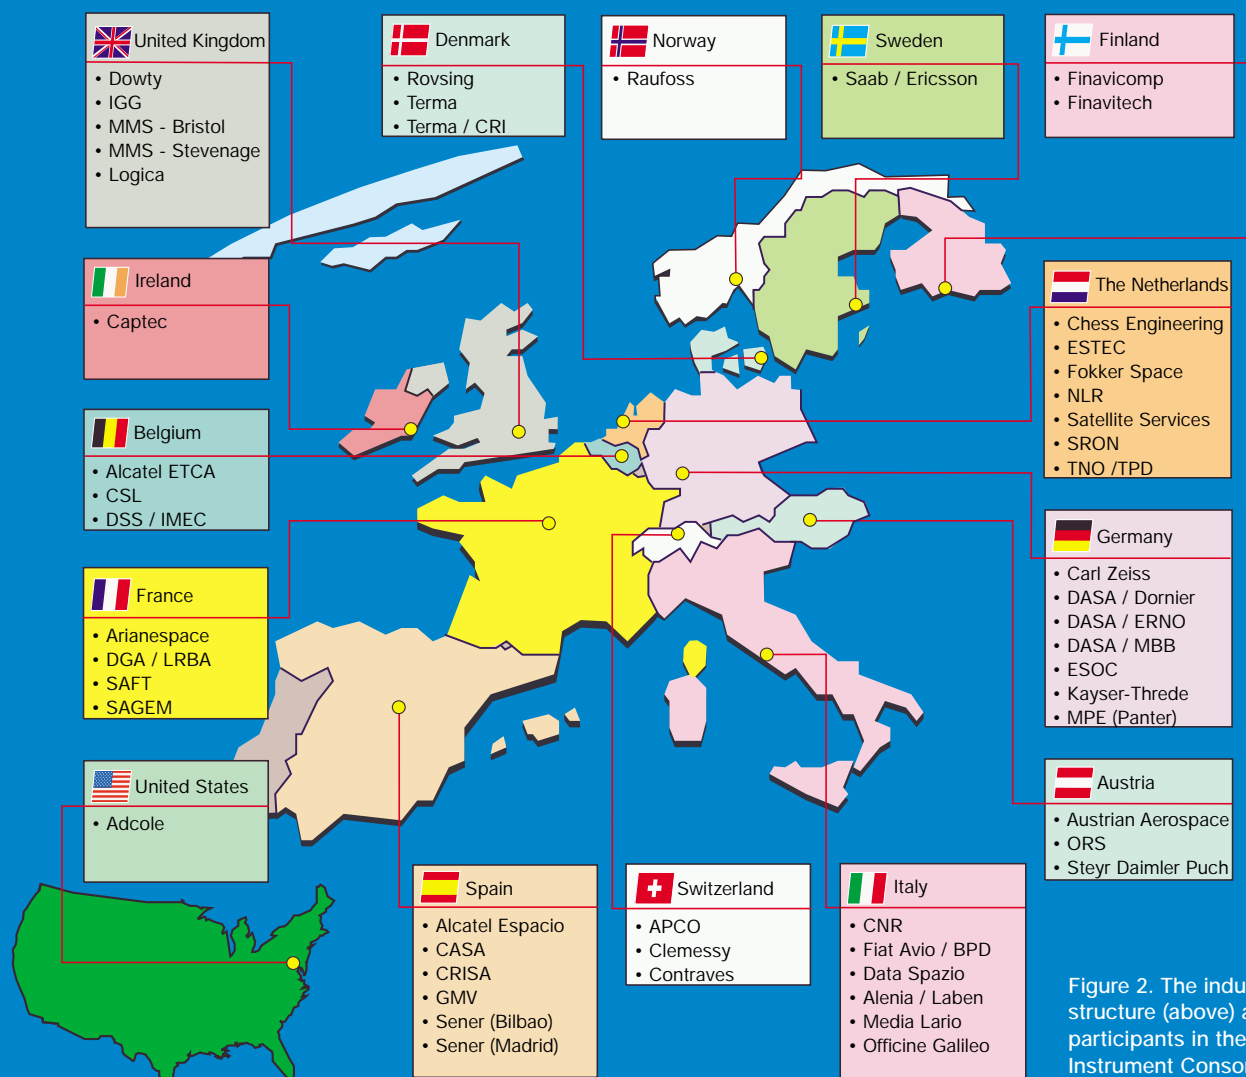 United Kingdom
• Dowty
• IGG
• MMS - Bristol
• MMS - Stevenage
• Logica
Denmark
• Rovsing
• Terma
• Terma / CRI
Norway
• Raufoss
Sweden
• Saab / Ericsson
Finland
• Finavicomp
• Finavitech
Ireland
• Captec
The Netherlands
• Chess Engineering
• ESTEC
• Fokker Space
• NLR
• Satellite Services
• SRON
• TNO /TPD
Belgium
• Alcatel ETCA
• CSL
• DSS / IMEC
Germany
• Carl Zeiss
• DASA / Dornier
• DASA / ERNO
• DASA / MBB
• ESOC
• Kayser-Threde
• MPE (Panter)
France
• Arianespace
• DGA / LRBA
• SAFT
• SAGEM
United States
• Adcole
Austria
• Austrian Aerospace
• ORS
• Steyr Daimler Puch
Spain
• Alcatel Espacio
• CASA
• CRISA
• GMV
• Sener (Bilbao)
• Sener (Madrid)
Switzerland
• APCO
• Clemessy
• Contraves
Italy
• CNR
• Fiat Avio / BPD
• Data Spazio
• Alenia / Laben
• Media Lario
• Officine Galileo
Figure 2. The indu
structure (above) a
participants in the
Instrument Consor